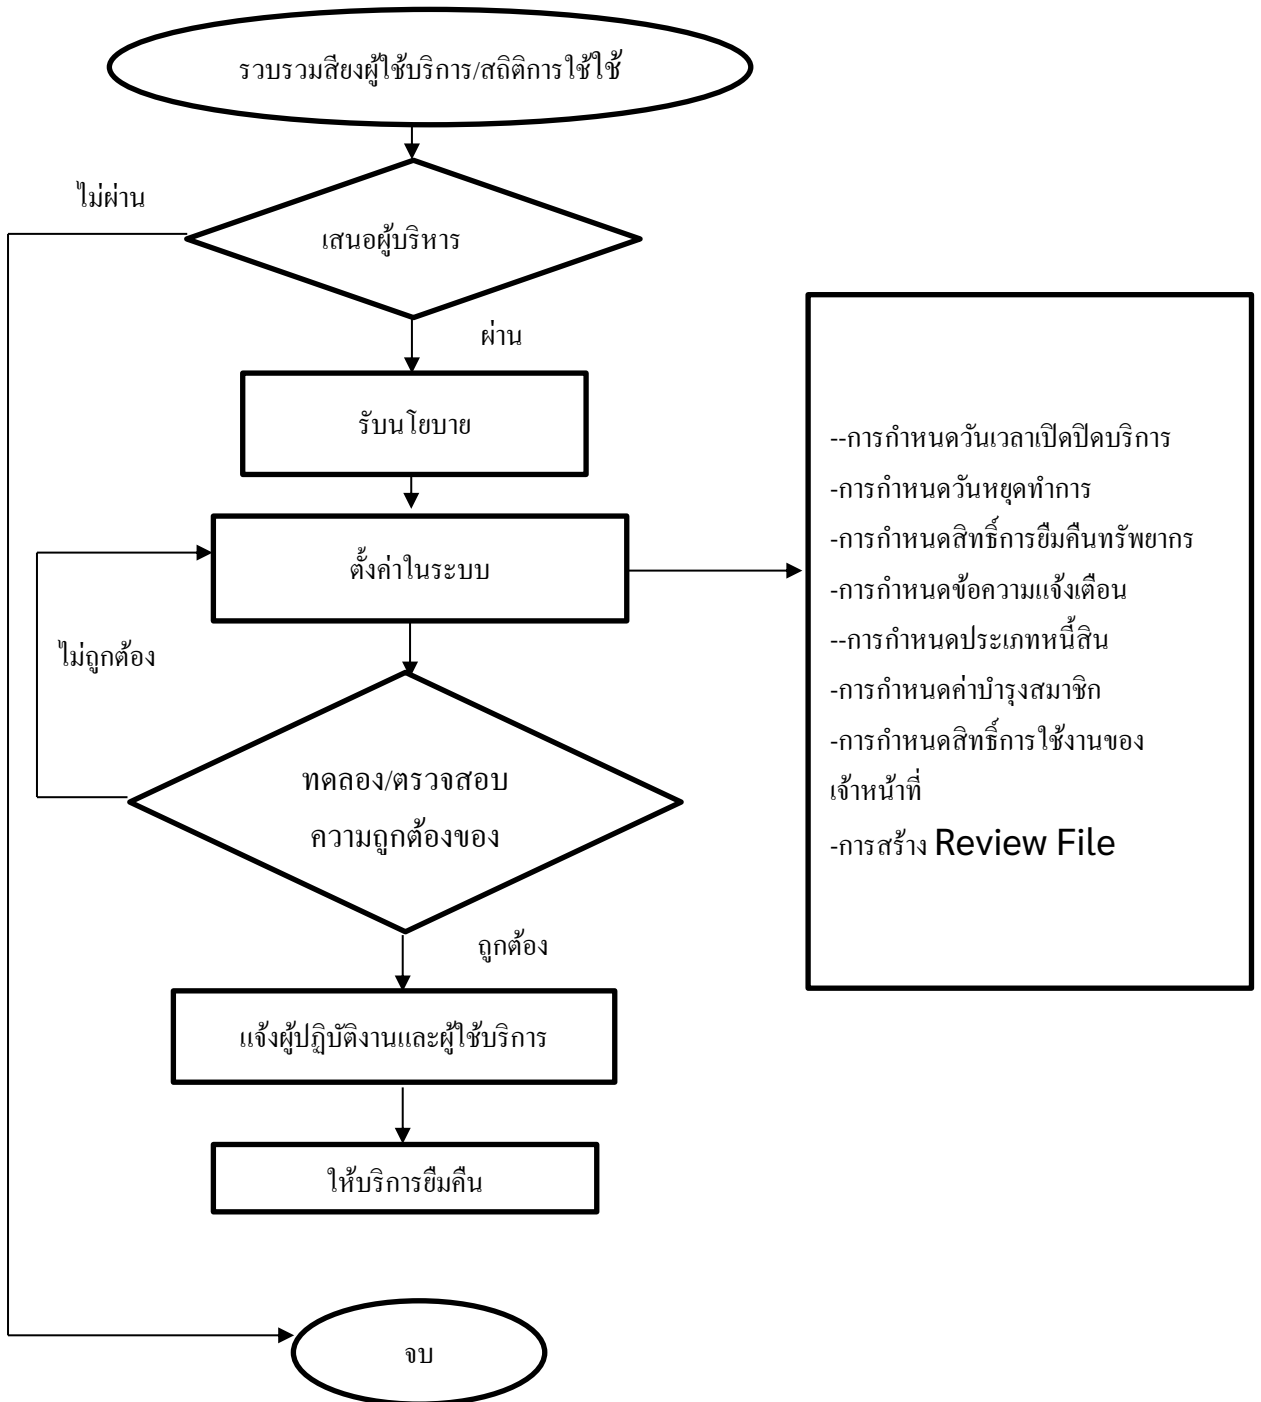 รวบรวมสียงผู้ใช้บริการ/สถิติการใช้ใช้
ไม่ผ่าน
เสนอผู้บริหาร
ผ่าน
รับนโยบาย
ตั้งค่าในระบบ
ไม่ถูกต้อง
ทดลอง/ตรวจสอบ
ความถูกต้องของ
ถูกต้อง
แจ้งผู้ปฏิบัติงานและผู้ใช้บริการ
ให้บริการยืมคืน
จบ
--การกำหนดวันเวลาเปิดปิดบริการ
-การกำหนดวันหยุดทำการ
-การกำหนดสิทธิ์การยืมคืนทรัพยากร
-การกำหนดข้อความแจ้งเตือน
--การกำหนดประเภทหนี้สิน
-การกำหนดค่าบำรุงสมาชิก
-การกำหนดสิทธิ์การใช้งานของ
เจ้าหน้าที่
-การสร้าง Review File